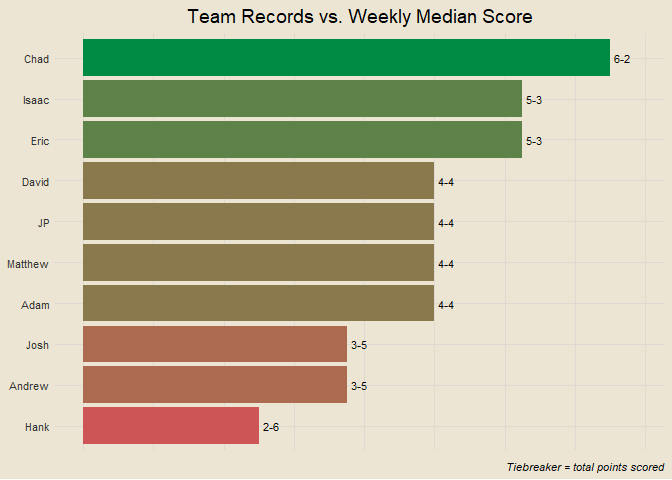 Team Records vs. Weekly Median Score
Chad 6-2
Isaac 5-3
Eric 5-3
David 4-4
JP 4-4
Matthew 4-4
Adam 4-4
Josh 3-5
Andrew 3-5
Hank 2-6
Tiebreaker = total points scored